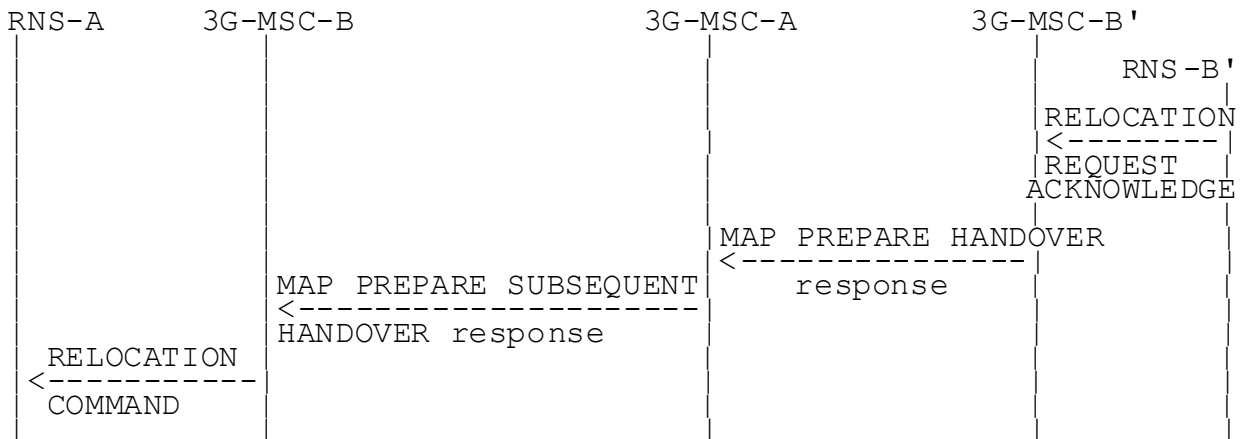 RNS-A 3G-MSC-B 3G-MSC-A 3G-MSC-B'
RNS-B'
RELOCATION
REQUEST
ACKNOWLEDGE
MAP PREPARE HANDOVER
response
MAP PREPARE SUBSEQUENT
HANDOVER response
RELOCATION
COMMAND